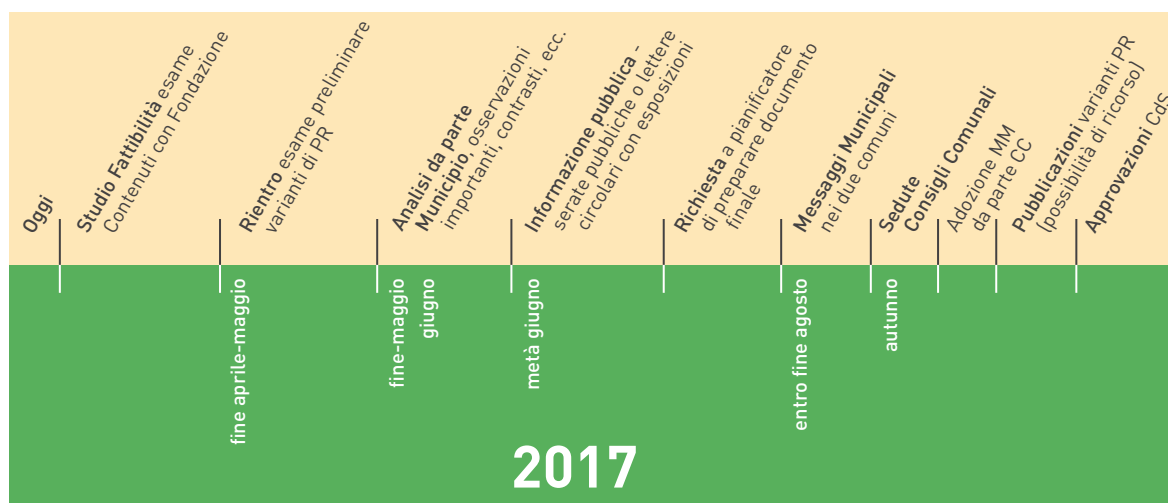 Oggi
Studio Fattibilità esame
Contenuti con Fondazione
Rientro esame preliminare
varianti di PR
Analisi da parte
Municipio, osservazioni
importanti, contrasti, ecc.
Informazione pubblica -
serate pubbliche o lettere
circolari con esposizioni
Richiesta a pianificatore
di preparare documento
finale
Messaggi Municipali
nei due comuni
Sedute
Consigli Comunali
Adozione MM
da parte CC
Pubblicazioni varianti PR
(possibilità di ricorso)
Approvazioni CdS
fine aprile-maggio
fine-maggio
giugno
metà giugno
entro fine agosto
autunno
2017